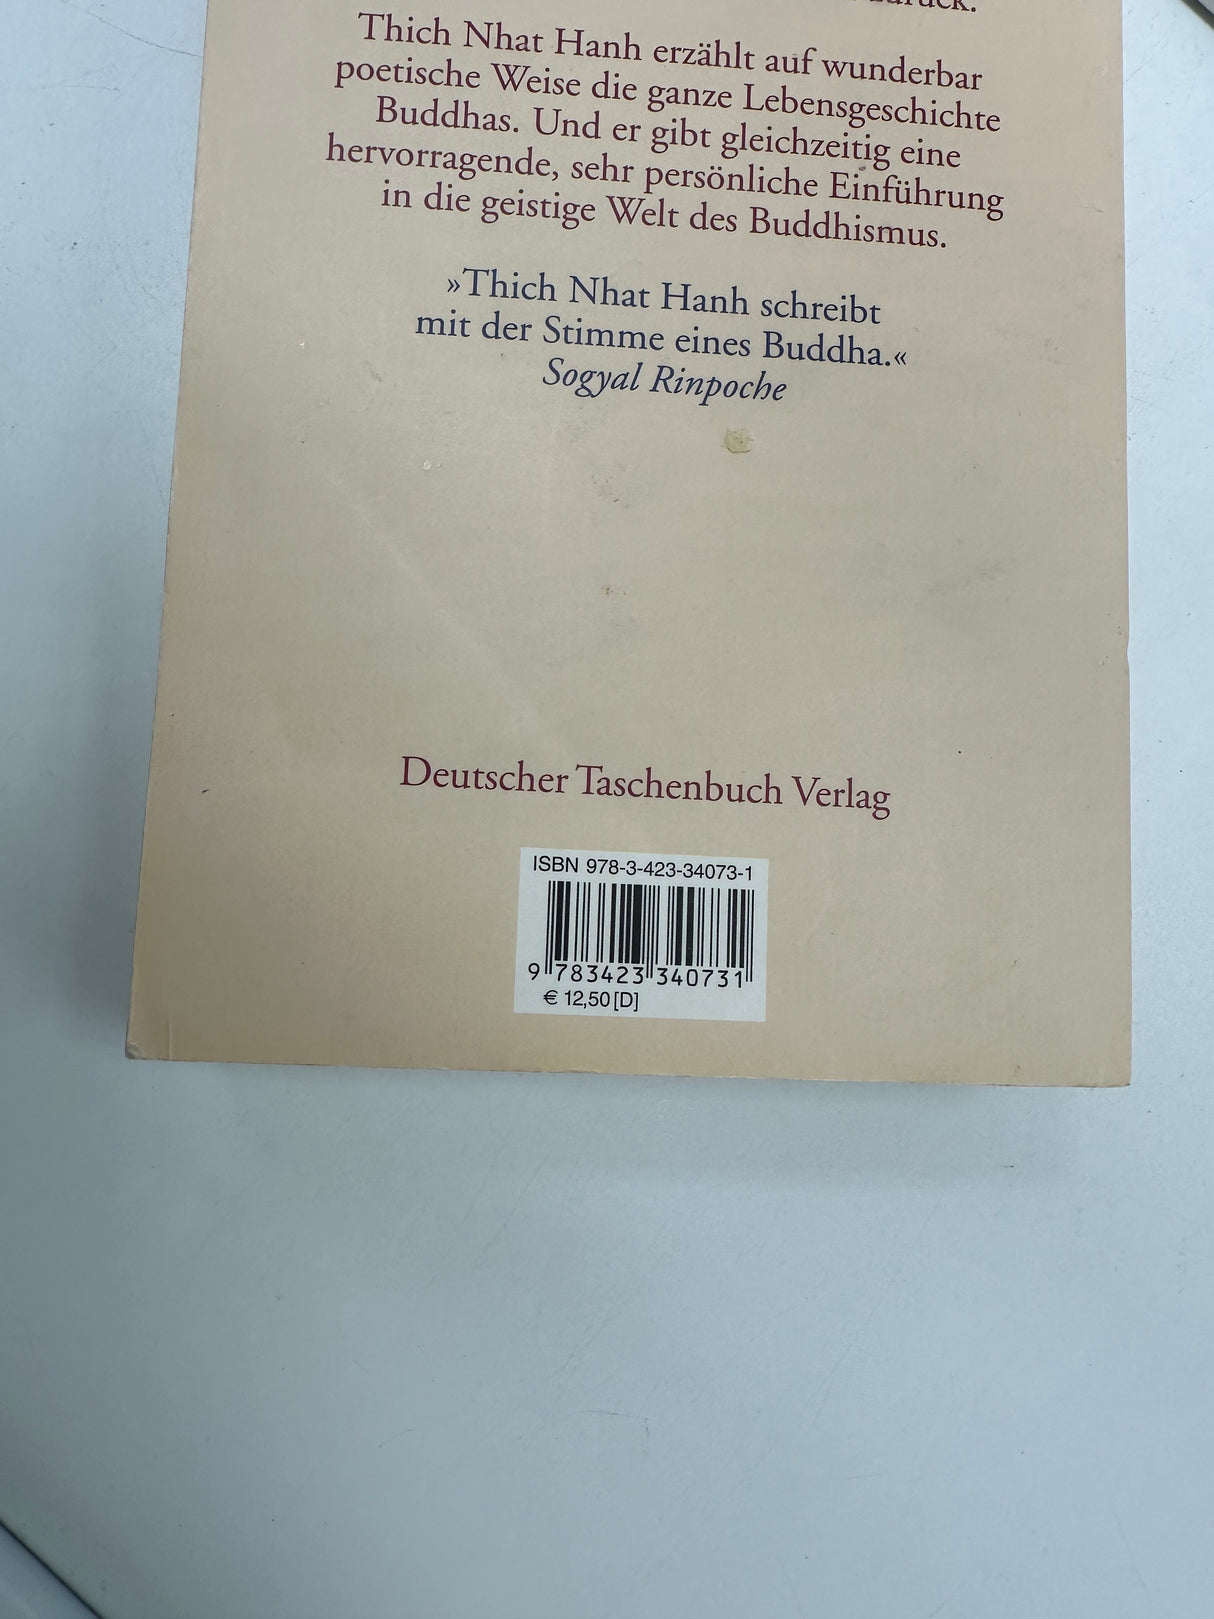 zurück.
Thich Nhat Hanh erzählt auf wunderbar
poetische Weise die ganze Lebensgeschichte
Buddhas. Und er gibt gleichzeitig eine
hervorragende, sehr persönliche Einführung
in die geistige Welt des Buddhismus.
»Thich Nhat Hanh schreibt
mit der Stimme eines Buddha.«
Sogyal Rinpoche
Deutscher Taschenbuch Verlag
ISBN 978-3-423-34073-1
9 783423 340731
€ 12,50 [D]